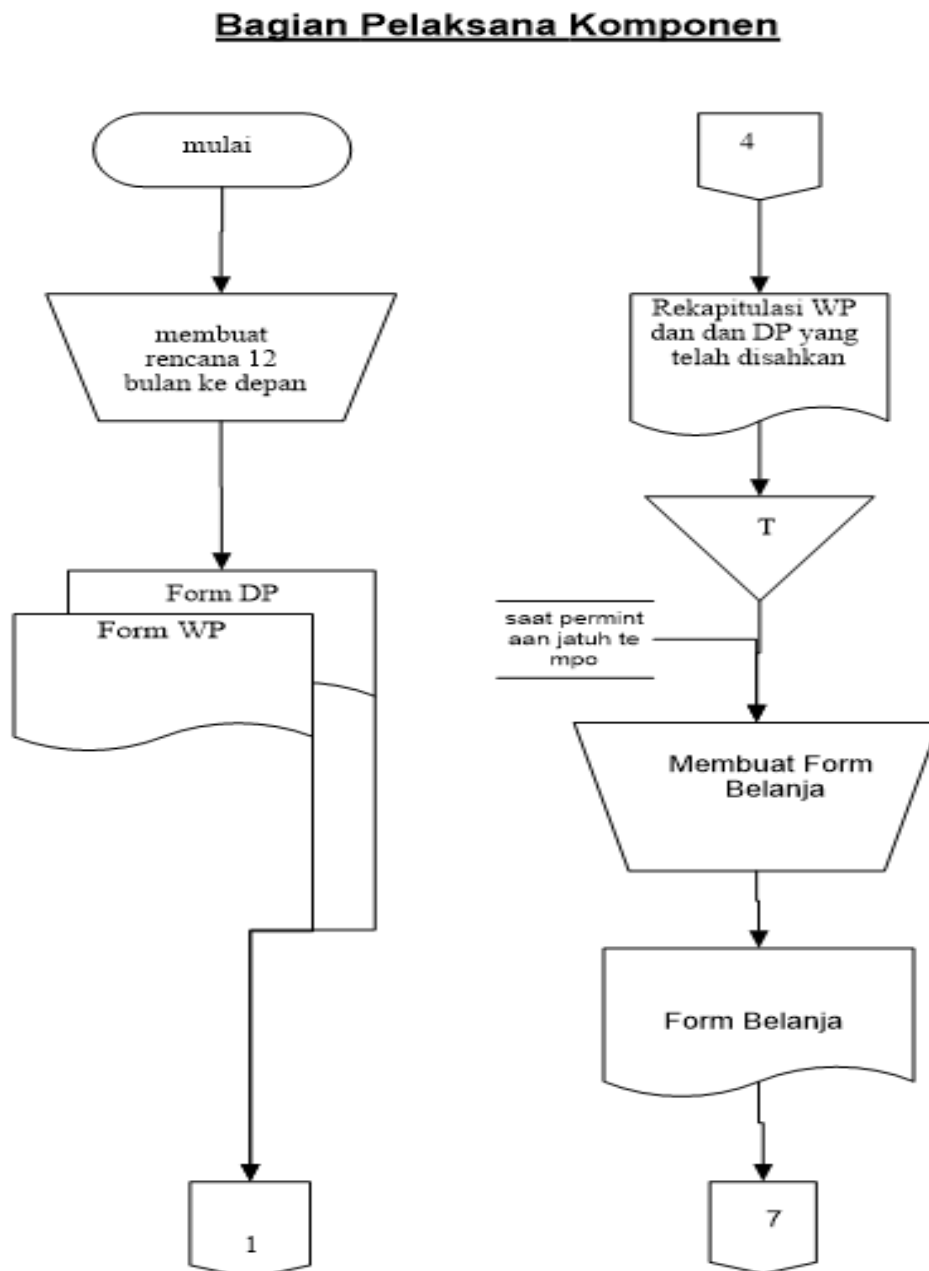 Bagian Pelaksana Komponen
mulai
membuat
rencana 12
bulan ke depan
Form DP
Form WP
1
4
Rekapitulasi WP
dan dan DP yang
telah disahkan
T
saat permint
aan jatuh te
mpo
Membuat Form
Belanja
Form Belanja
7